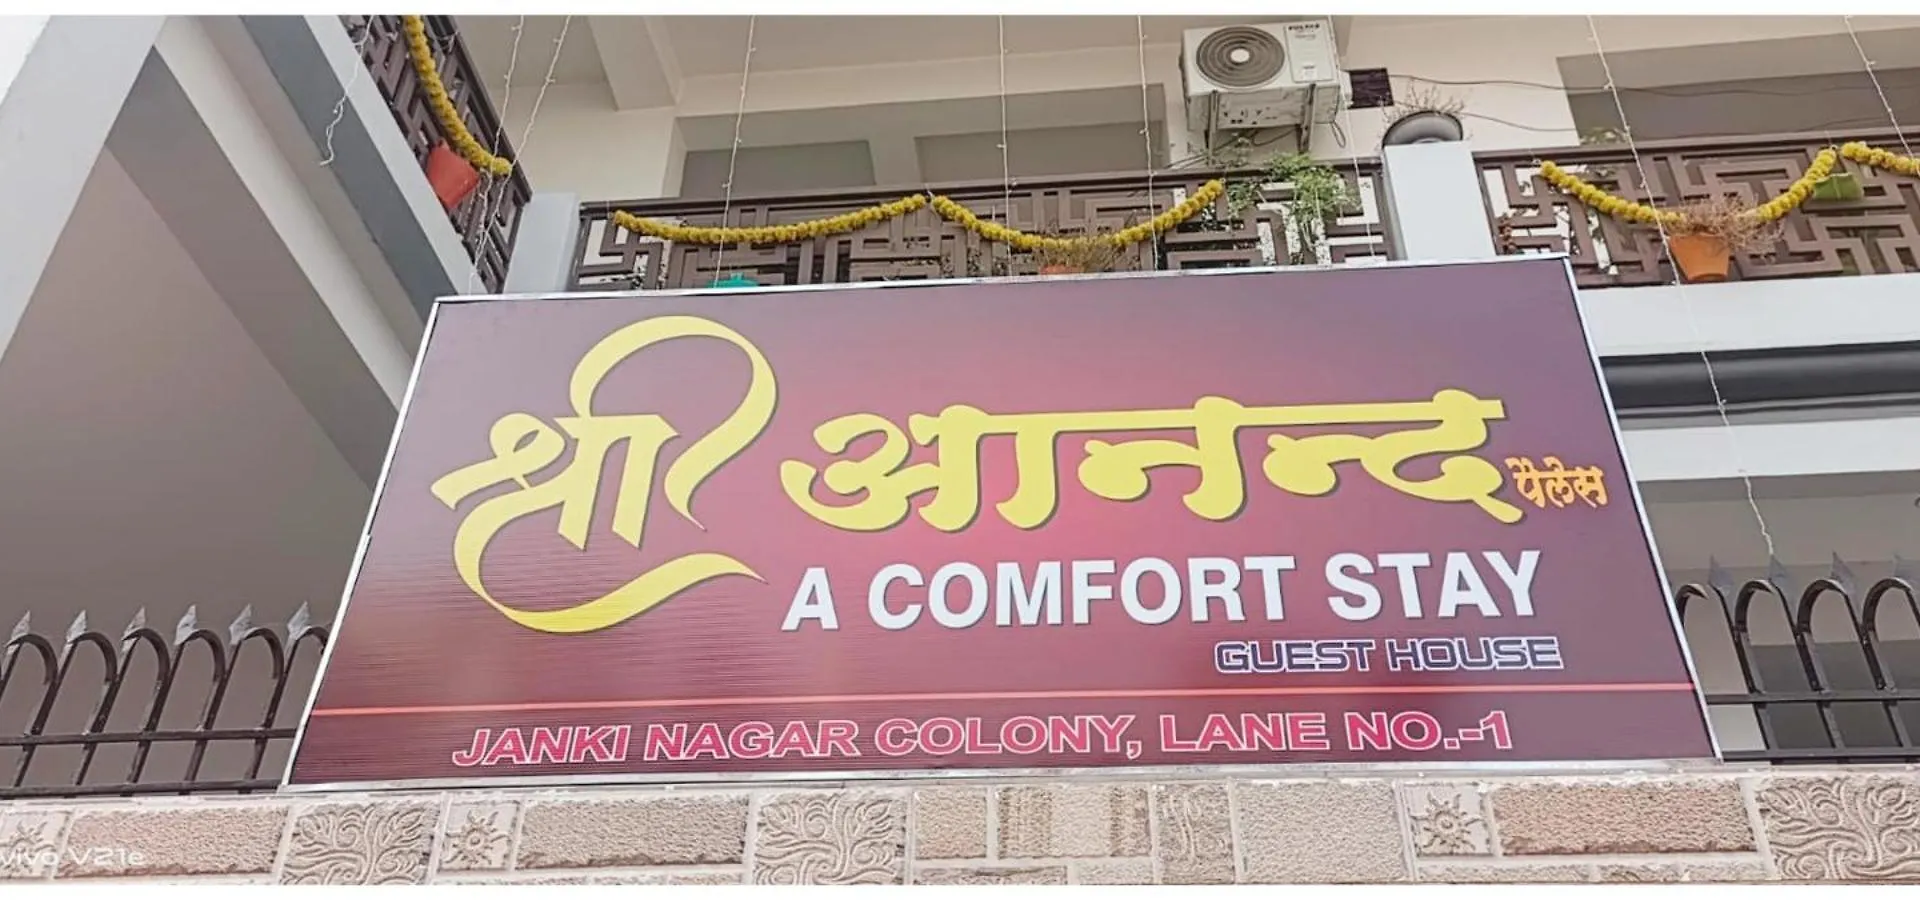 श्री आनन्द पैलेस
A COMFORT STAY
GUEST HOUSE
JANKI NAGAR COLONY, LANE NO.-1
vivo V21e